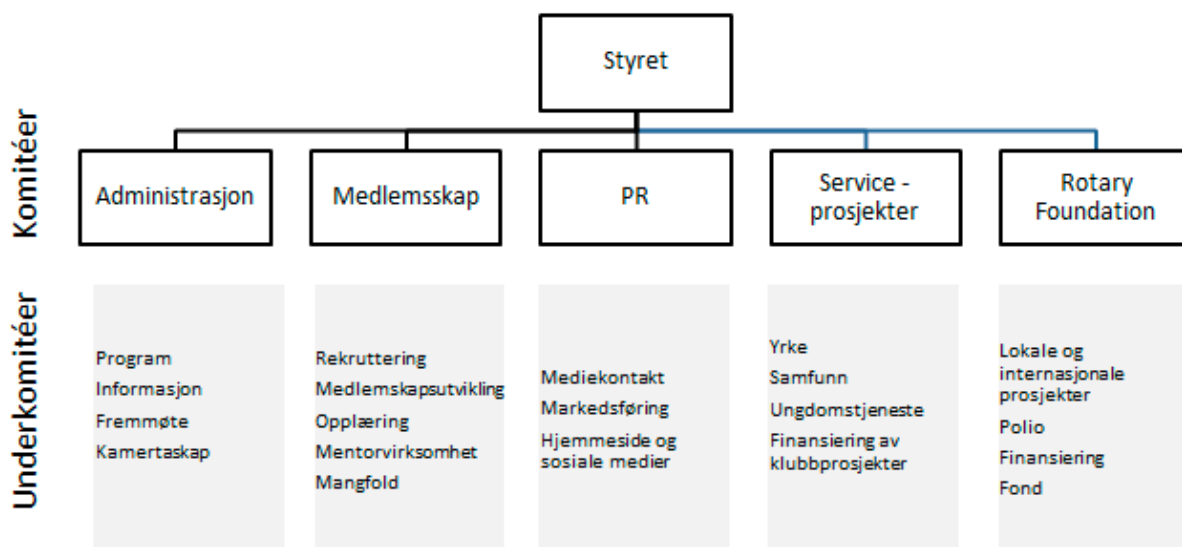 Styret
Komitéer
Administrasjon
Medlemsskap
PR
Service -
prosjekter
Rotary
Foundation
Underkomitéer
Program
Informasjon
Fremmøte
Kamertaskap
Rekruttering
Medlemskapsutvikling
Opplæring
Mentorvirksomhet
Mangfold
Mediekontakt
Markedsføring
Hjemmeside og
sosiale medier
Yrke
Samfunn
Ungdomstjeneste
Finansiering av
klubbprosjekter
Lokale og
internasjonale
prosjekter
Polio
Finansiering
Fond